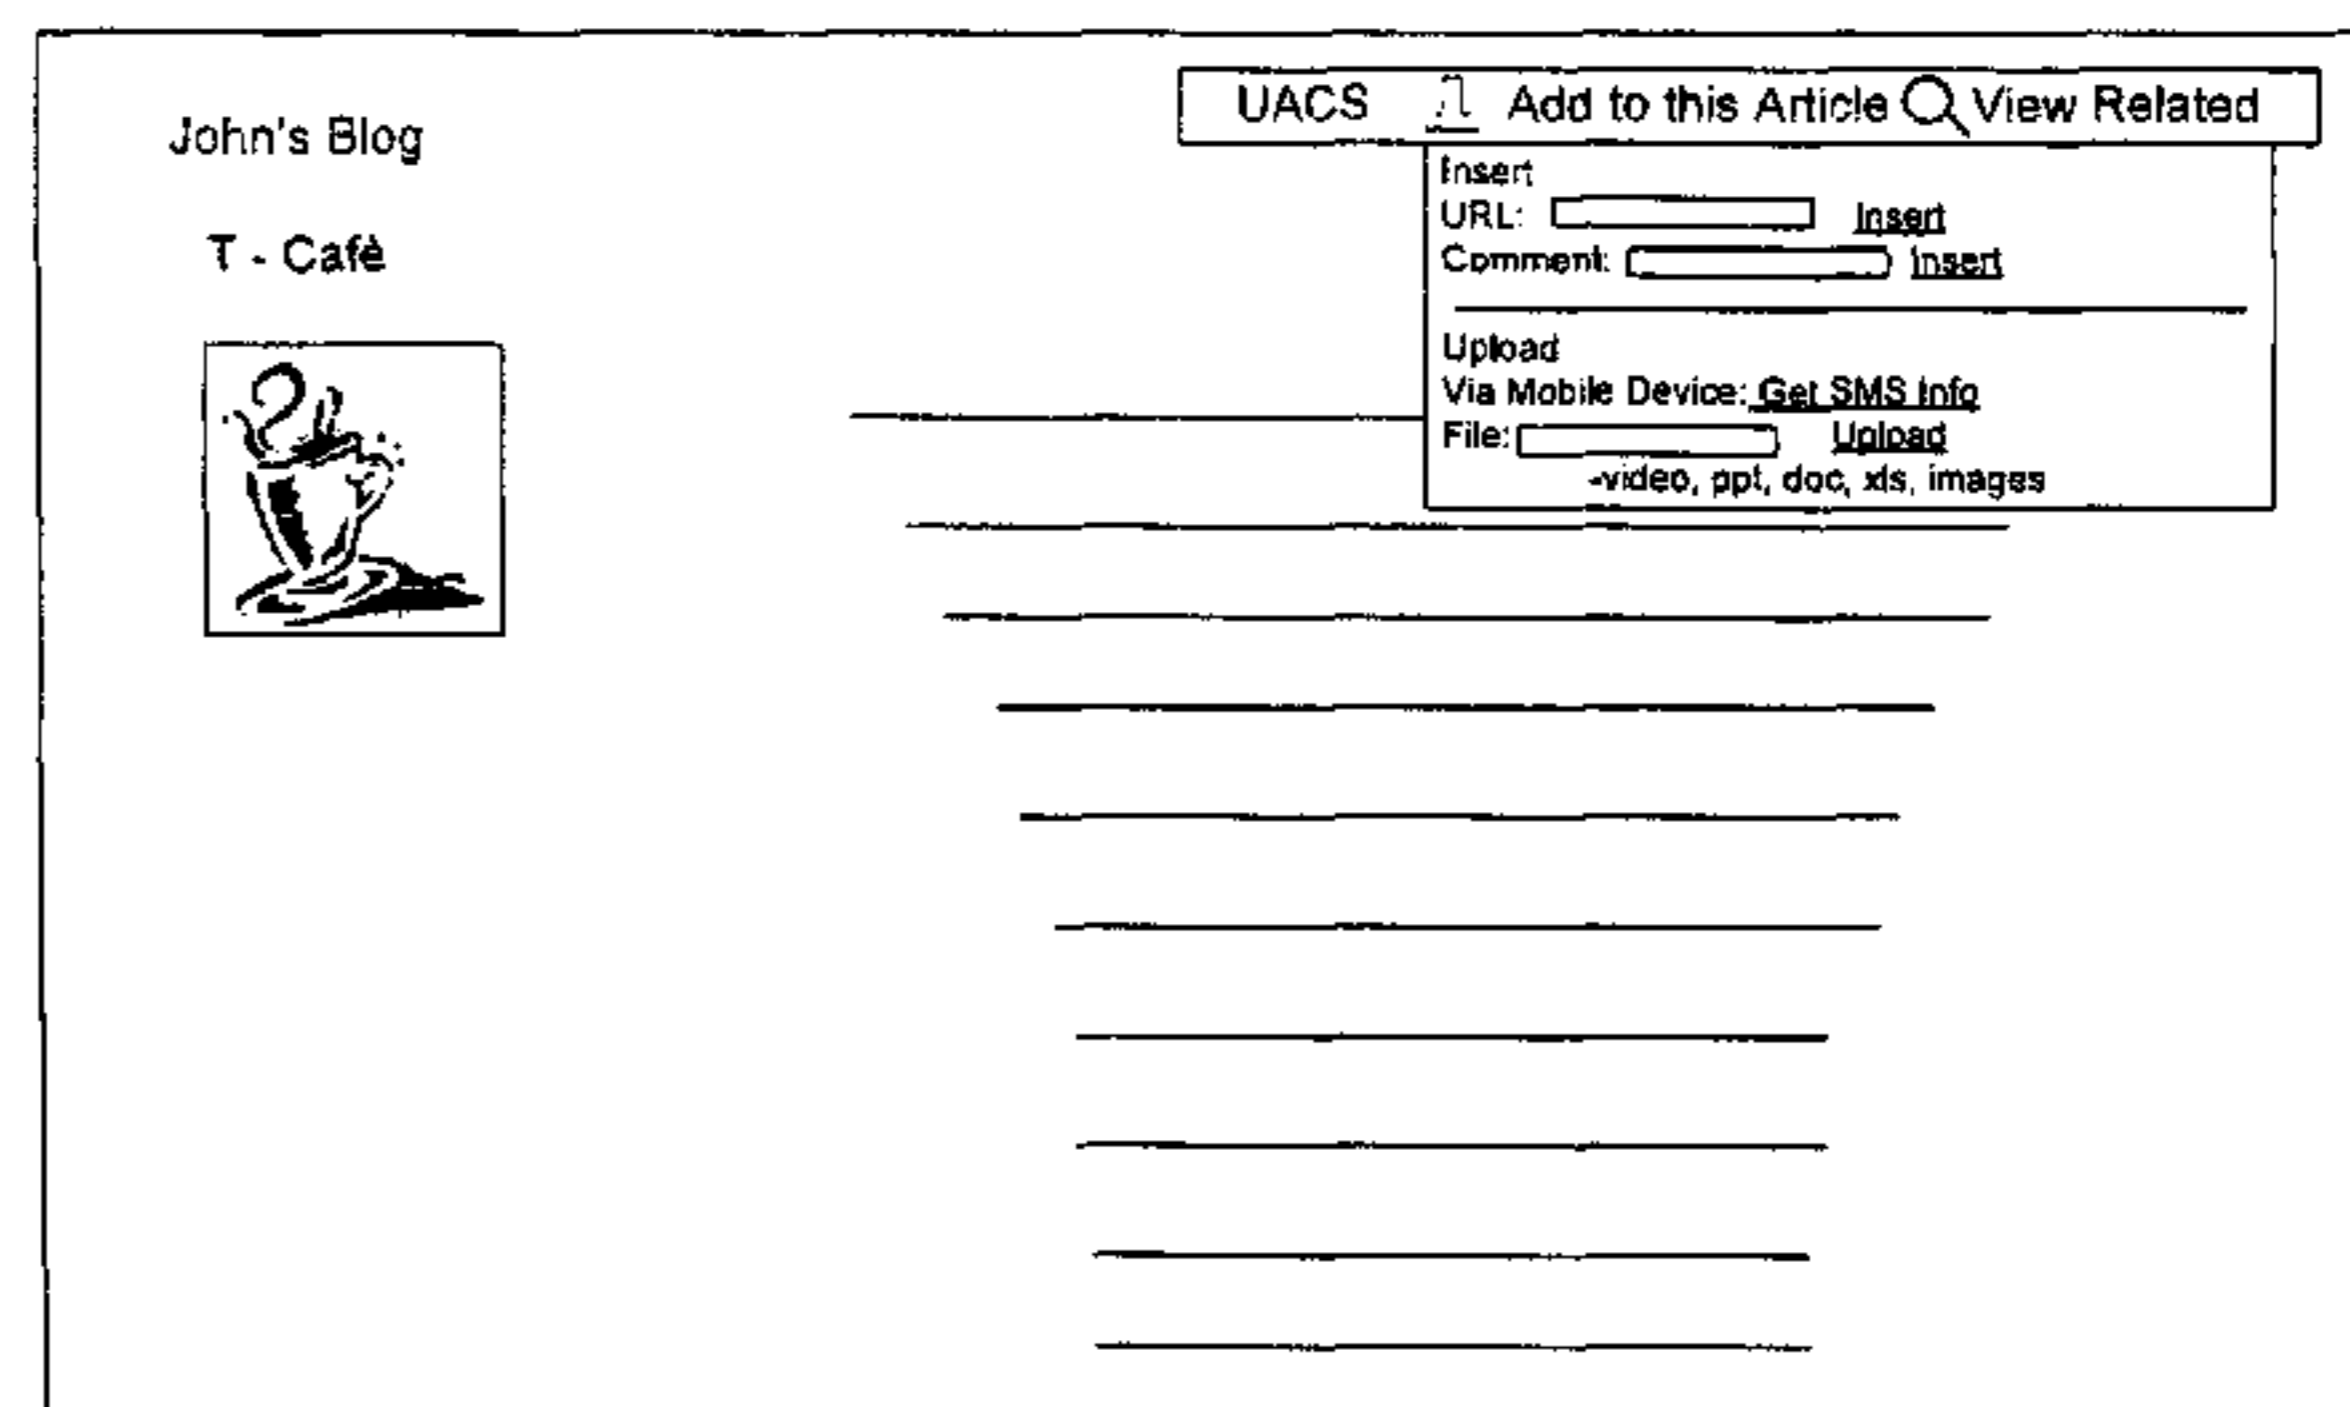 John's Blog
T - Café
UACS Add to this Article View Related
Insert
URL: Insert
Comment: Insert
Upload
Via Mobile Device: Get SMS Info
File: Upload
-video, ppt, doc, xls, images